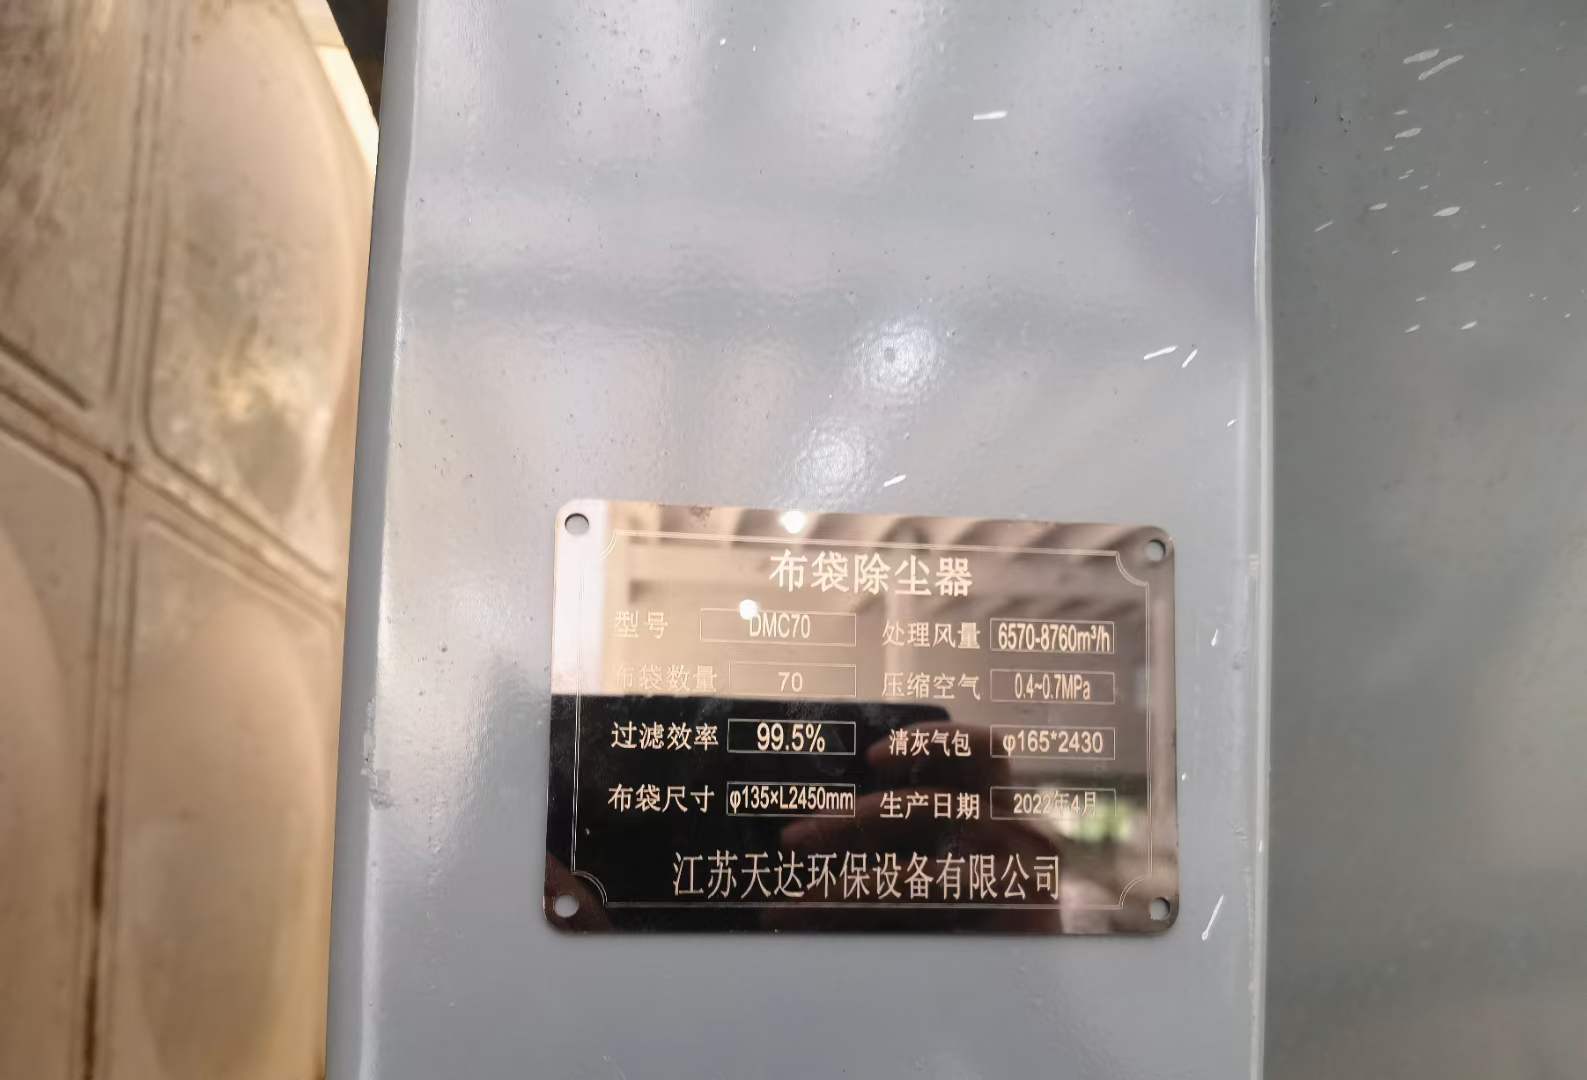 布袋除尘器
型号 DMC70 处理风量 6570-8760m³/h
布袋数量 70 压缩空气 0.4~0.7MPa
过滤效率 99.5% 清灰气包 φ165*2430
布袋尺寸 φ135×L2450mm 生产日期 2022年4月
江苏天达环保设备有限公司